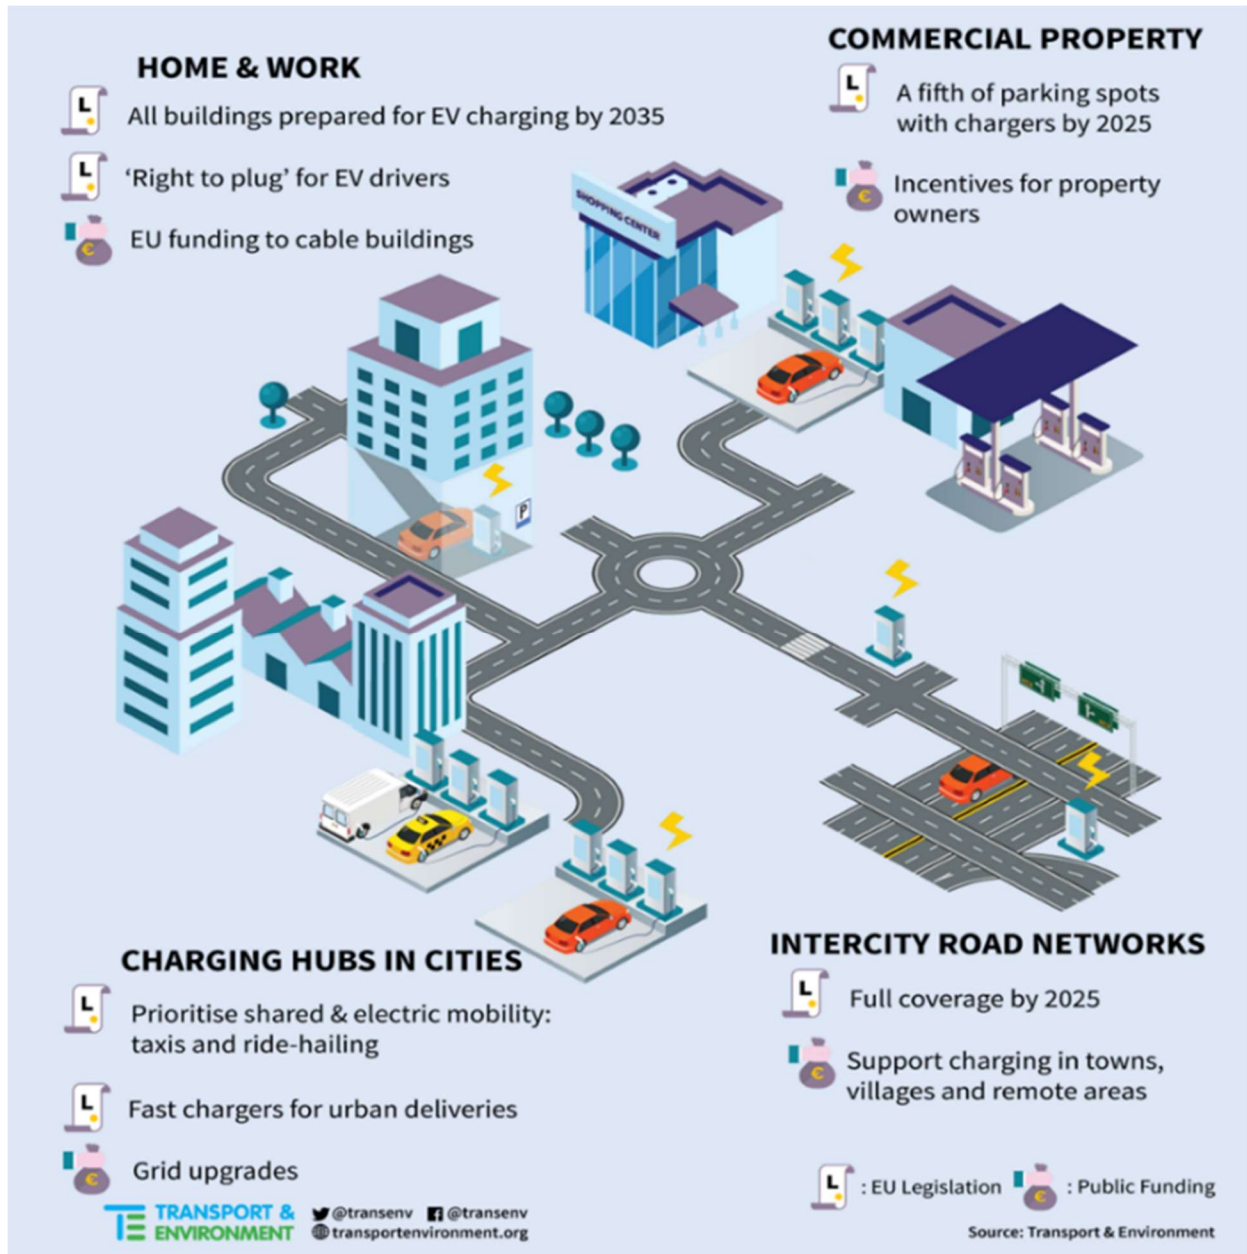 HOME & WORK
L
All buildings prepared for EV charging by 2035
L
‘Right to plug’ for EV drivers
€
EU funding to cable buildings
COMMERCIAL PROPERTY
L
A fifth of parking spots
with chargers by 2025
€
Incentives for property
owners
SHOPPING CENTER
P
CHARGING HUBS IN CITIES
L
Prioritise shared & electric mobility:
taxis and ride-hailing
L
Fast chargers for urban deliveries
€
Grid upgrades
INTERCITY ROAD NETWORKS
L
Full coverage by 2025
€
Support charging in towns,
villages and remote areas
L : EU Legislation € : Public Funding
TE TRANSPORT &
ENVIRONMENT
@transenv @transenv
transportenvironment.org
Source: Transport & Environment